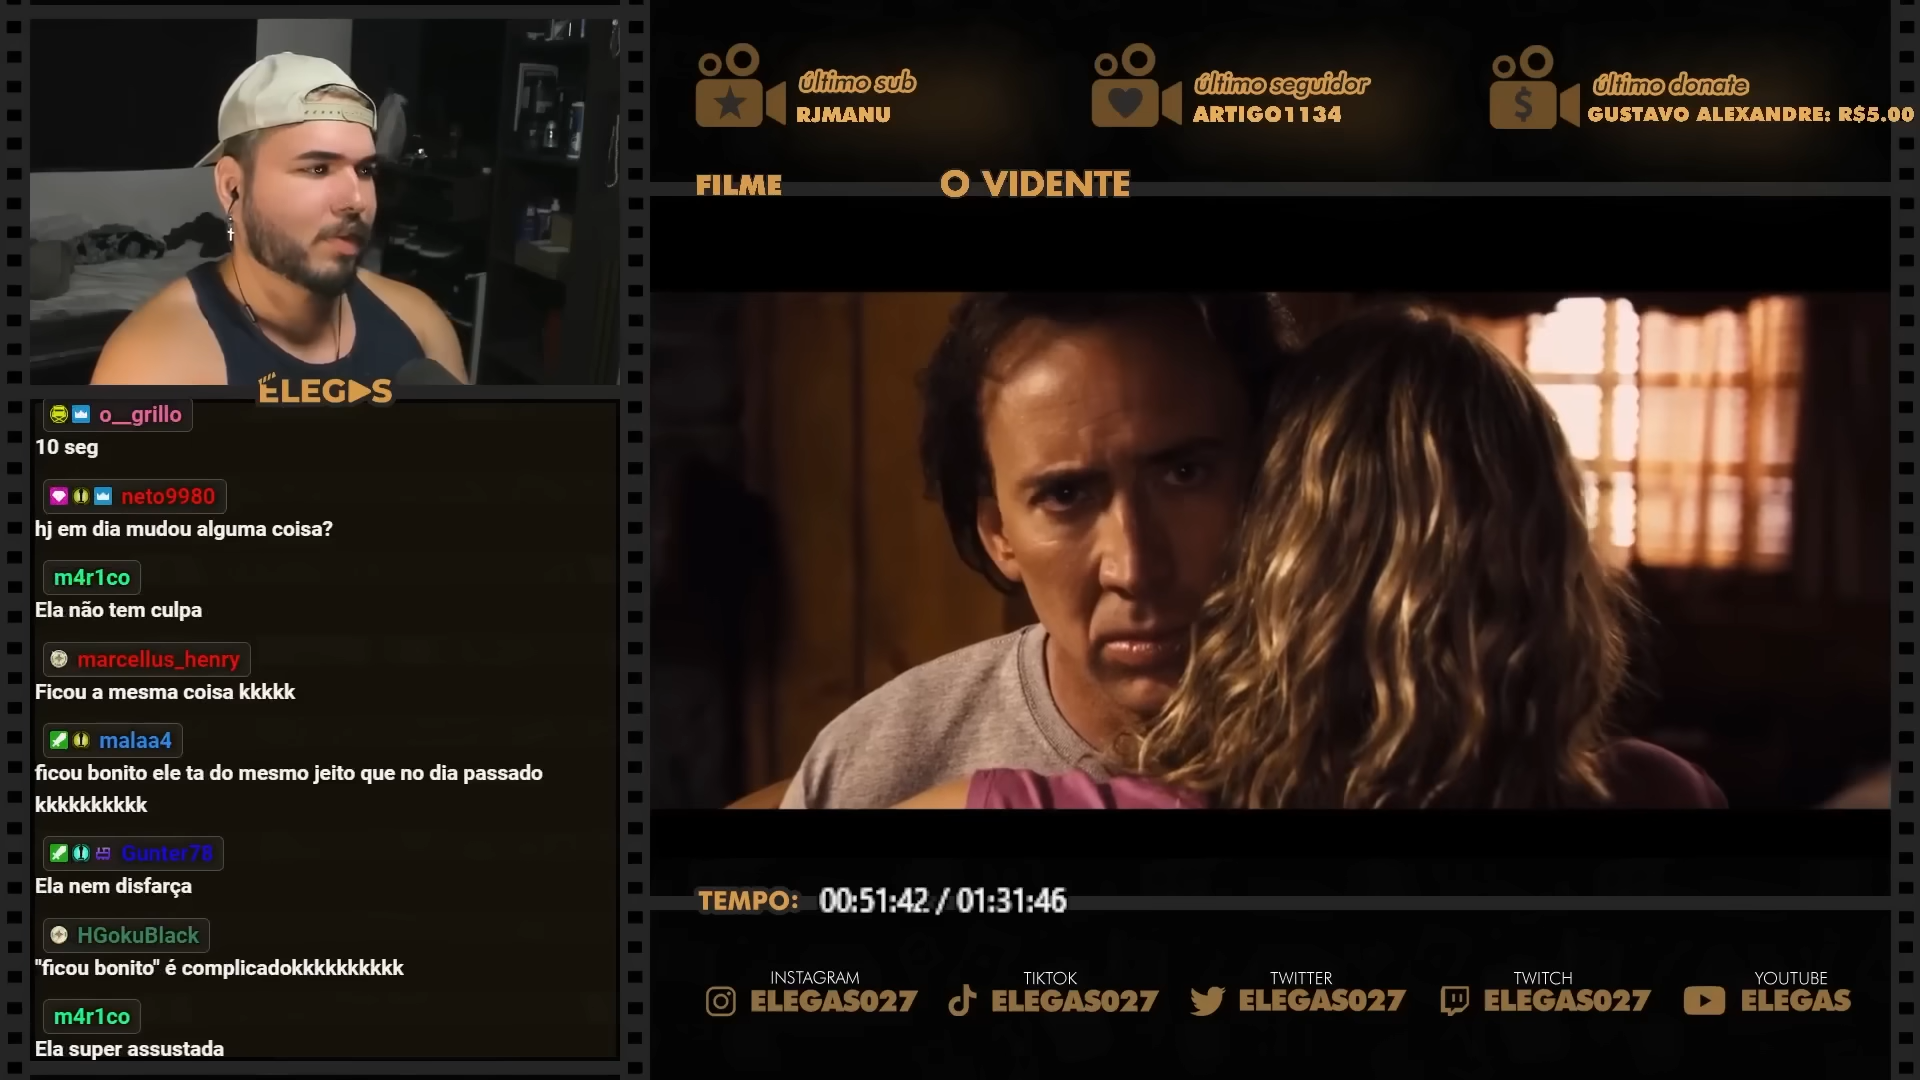 último sub
RJMANU
último seguidor
ARTIGO1134
último donate
GUSTAVO ALEXANDRE: R$5.00
FILME
O VIDENTE
ELEGAS
o__grillo
10 seg
neto9980
hj em dia mudou alguma coisa?
m4r1co
Ela não tem culpa
marcellus_henry
Ficou a mesma coisa kkkkk
malaa4
ficou bonito ele ta do mesmo jeito que no dia passado
kkkkkkkkkk
Gunter78
Ela nem disfarça
HGokuBlack
"ficou bonito" é complicadokkkkkkkkkk
m4r1co
Ela super assustada
TEMPO: 00:51:42 / 01:31:46
INSTAGRAM
ELEGAS027
TIKTOK
ELEGAS027
TWITTER
ELEGAS027
TWITCH
ELEGAS027
YOUTUBE
ELEGAS